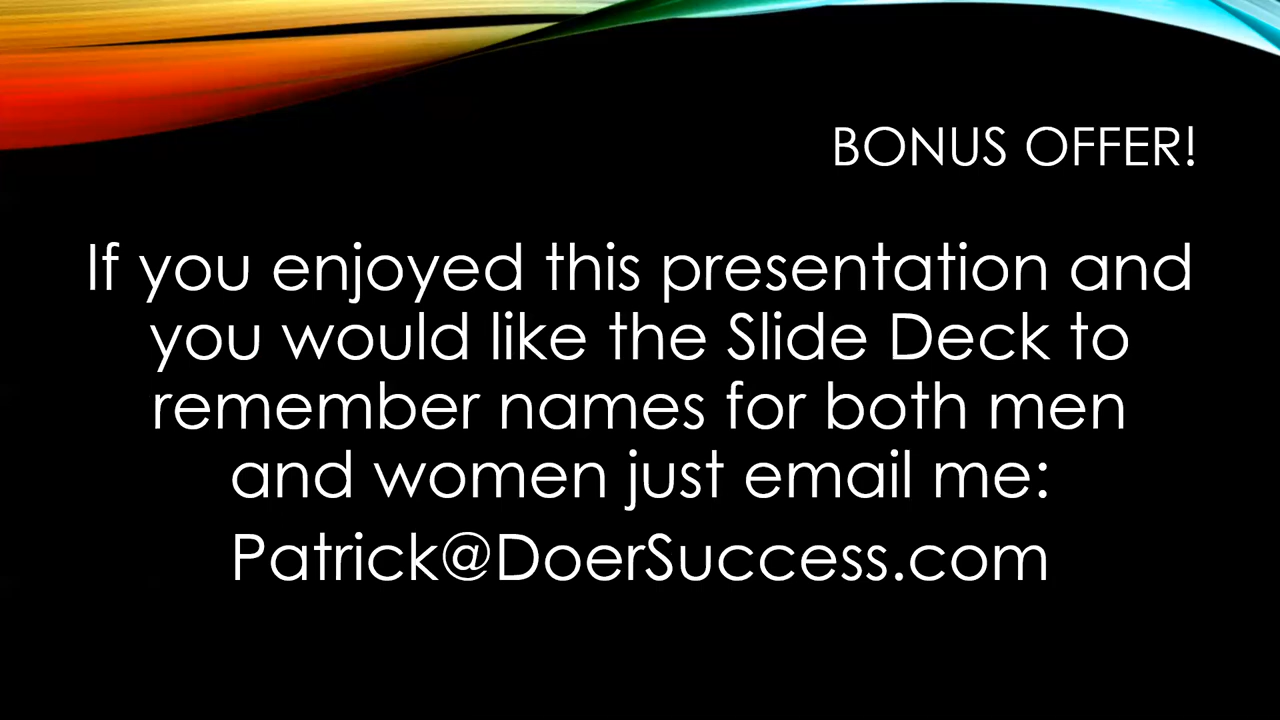 BONUS OFFER!
If you enjoyed this presentation and
you would like the Slide Deck to
remember names for both men
and women just email me:
Patrick@DoerSuccess.com